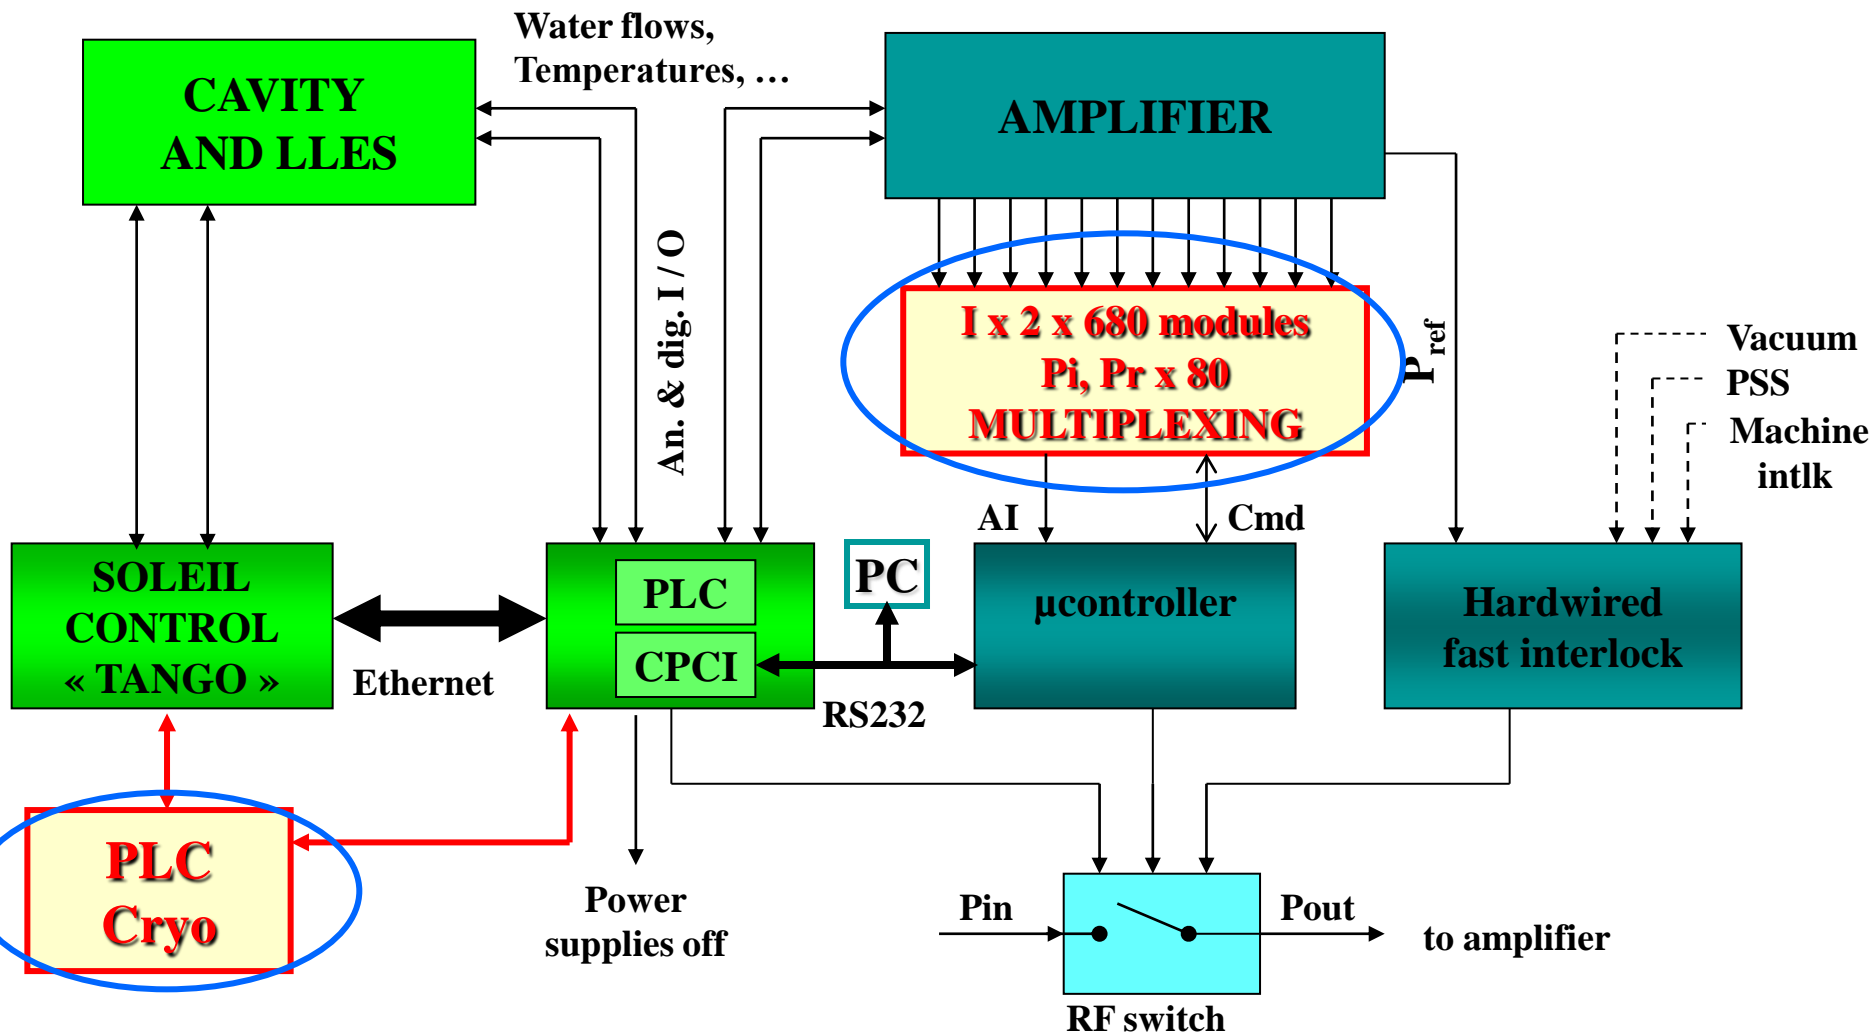 Water flows,
Temperatures, …
CAVITY
AND LLES
AMPLIFIER
An. & dig. I / O
I x 2 x 680 modules
Pi, Pr x 80
MULTIPLEXING
Pref
Vacuum
PSS
Machine
intlk
AI
Cmd
SOLEIL
CONTROL
« TANGO »
Ethernet
PLC
CPCI
PC
RS232
µcontroller
Hardwired
fast interlock
PLC
Cryo
Power
supplies off
Pin
Pout
to amplifier
RF switch